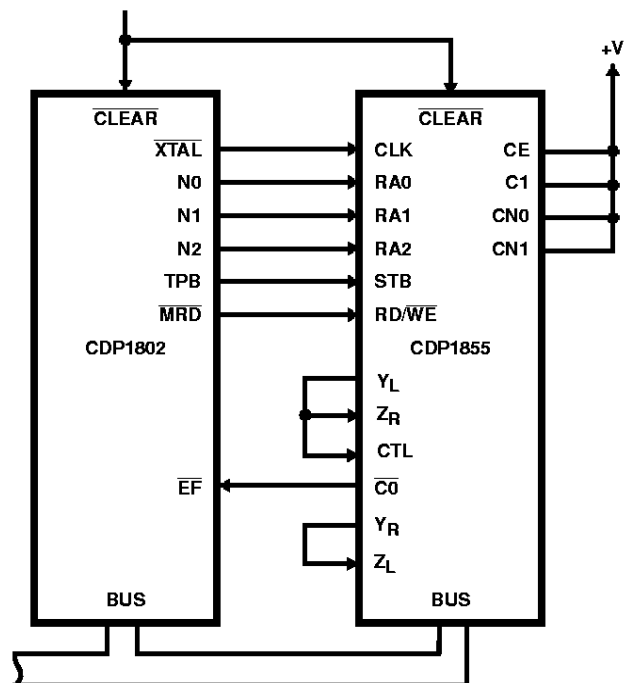 +V
CLEAR
CLEAR
XTAL
CLK
CE
N0
RA0
C1
N1
RA1
CN0
N2
RA2
CN1
TPB
STB
MRD
RD/WE
CDP1802
CDP1855
YL
ZR
CTL
EF
C0
YR
ZL
BUS
BUS